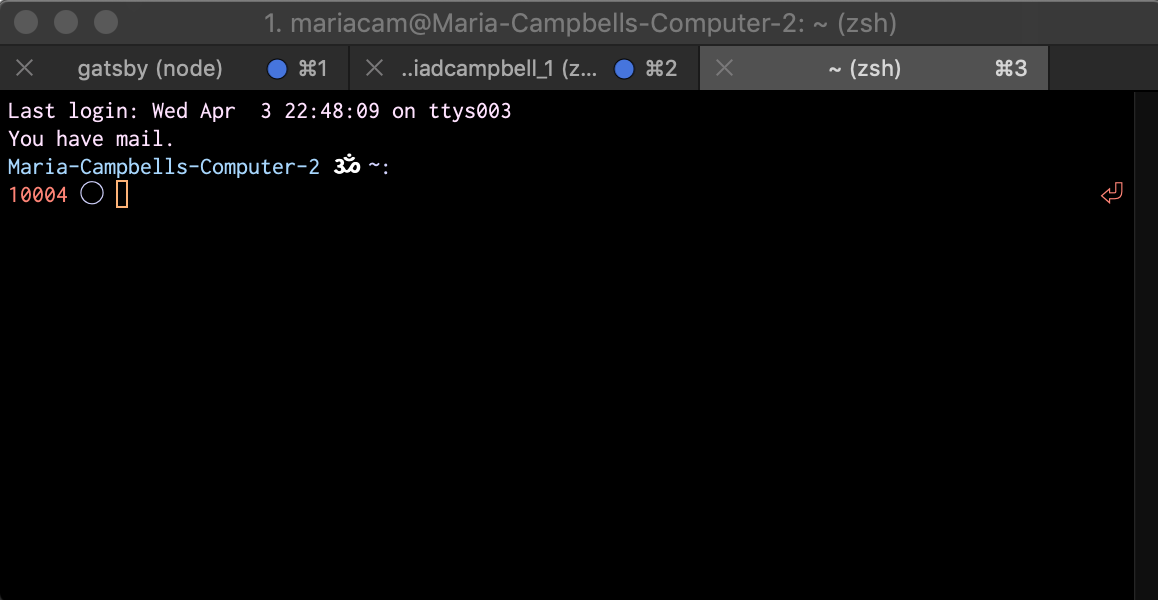 1. mariacam@Maria-Campbells-Computer-2: ~ (zsh)
gatsby (node) ⌘1 ..iadcampbell_1 (z... ⌘2 ~ (zsh) ⌘3
Last login: Wed Apr  3 22:48:09 on ttys003
You have mail.
Maria-Campbells-Computer-2 ॐ ~:
10004 ◯